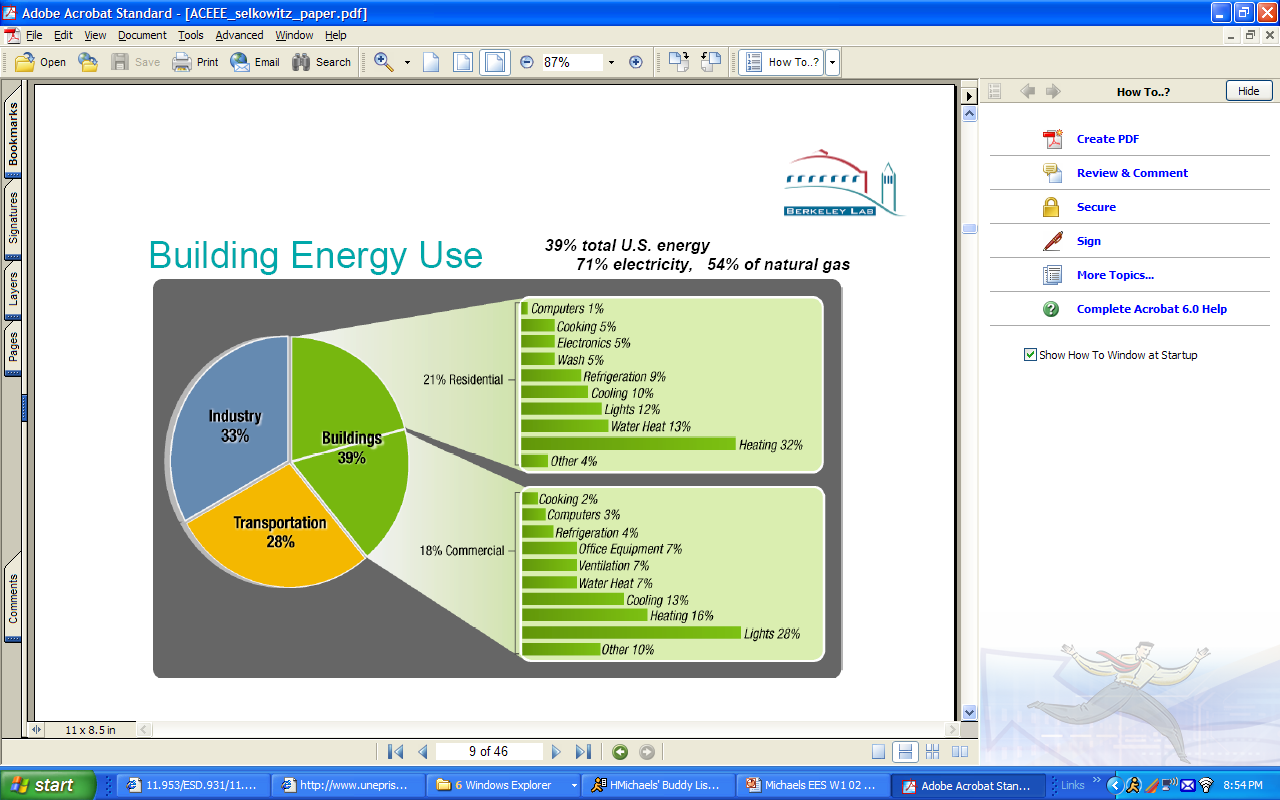 Adobe Acrobat Standard - [ACEEE_selkowitz_paper.pdf]
File Edit View Document Tools Advanced Window Help
Open Save Print Email Search 87% How To..?
Bookmarks
Signatures
Layers
Pages
Comments
BERKELEY LAB
Building Energy Use
39% total U.S. energy
71% electricity, 54% of natural gas
Industry
33%
Buildings
39%
Transportation
28%
21% Residential
Computers 1%
Cooking 5%
Electronics 5%
Wash 5%
Refrigeration 9%
Cooling 10%
Lights 12%
Water Heat 13%
Heating 32%
Other 4%
18% Commercial
Cooking 2%
Computers 3%
Refrigeration 4%
Office Equipment 7%
Ventilation 7%
Water Heat 7%
Cooling 13%
Heating 16%
Lights 28%
Other 10%
How To..? Hide
Create PDF
Review & Comment
Secure
Sign
More Topics...
Complete Acrobat 6.0 Help
Show How To Window at Startup
11 x 8.5 in
9 of 46
start 11.953/ESD.931/11.... http://www.unepris... 6 Windows Explorer HMichaels' Buddy Lis... Michaels EES W1 02 ... Adobe Acrobat Stan... Links 8:54 PM